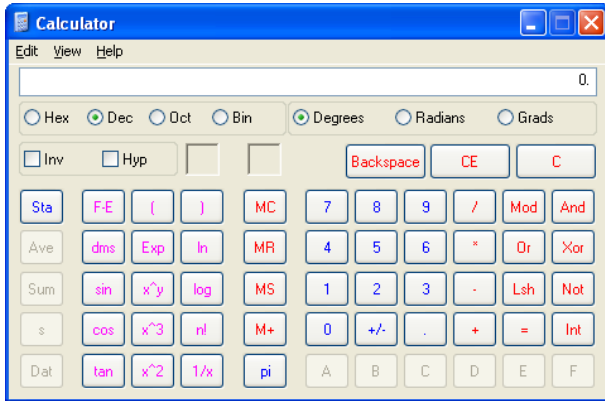 Calculator
Edit View Help
0.
Hex Dec Oct Bin Degrees Radians Grads
Inv Hyp Backspace CE C
Sta F-E ( ) MC 7 8 9 / Mod And
Ave dms Exp ln MR 4 5 6 * Or Xor
Sum sin x^y log MS 1 2 3 - Lsh Not
s cos x^3 n! M+ 0 +/- . + = Int
Dat tan x^2 1/x pi A B C D E F